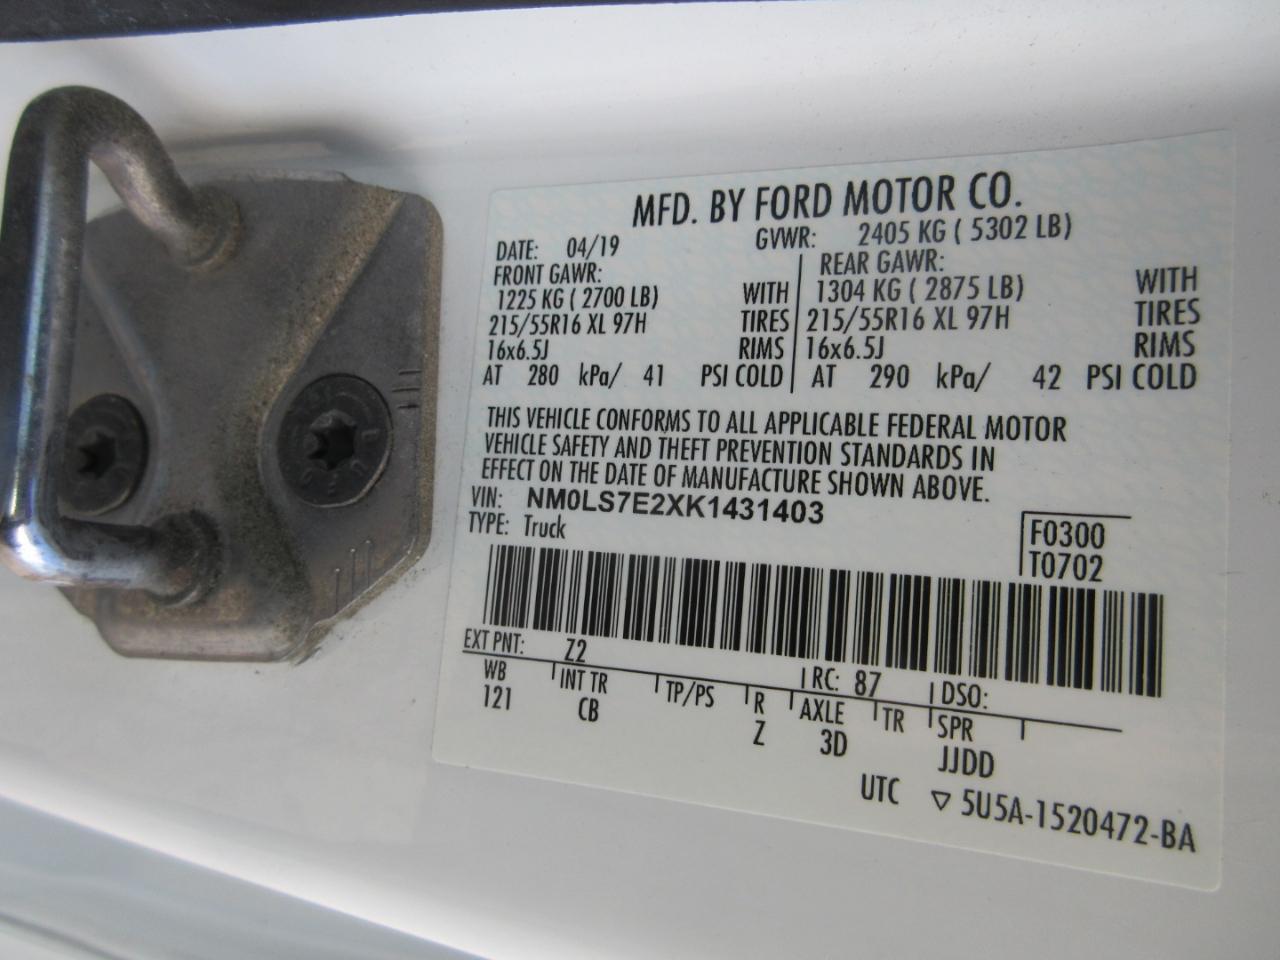 MFD. BY FORD MOTOR CO.
DATE: 04/19 GVWR: 2405 KG ( 5302 LB)
FRONT GAWR: REAR GAWR:
1225 KG ( 2700 LB) WITH 1304 KG ( 2875 LB) WITH
215/55R16 XL 97H TIRES 215/55R16 XL 97H TIRES
16x6.5J RIMS 16x6.5J RIMS
AT 280 kPa/ 41 PSI COLD AT 290 kPa/ 42 PSI COLD
THIS VEHICLE CONFORMS TO ALL APPLICABLE FEDERAL MOTOR
VEHICLE SAFETY AND THEFT PREVENTION STANDARDS IN
EFFECT ON THE DATE OF MANUFACTURE SHOWN ABOVE.
VIN: NM0LS7E2XK1431403
TYPE: Truck
F0300
T0702
EXT PNT: Z2 RC: 87 DSO:
WB INT TR TP/PS R AXLE TR SPR
121 CB Z 3D JJDD
UTC ▽ 5U5A-1520472-BA